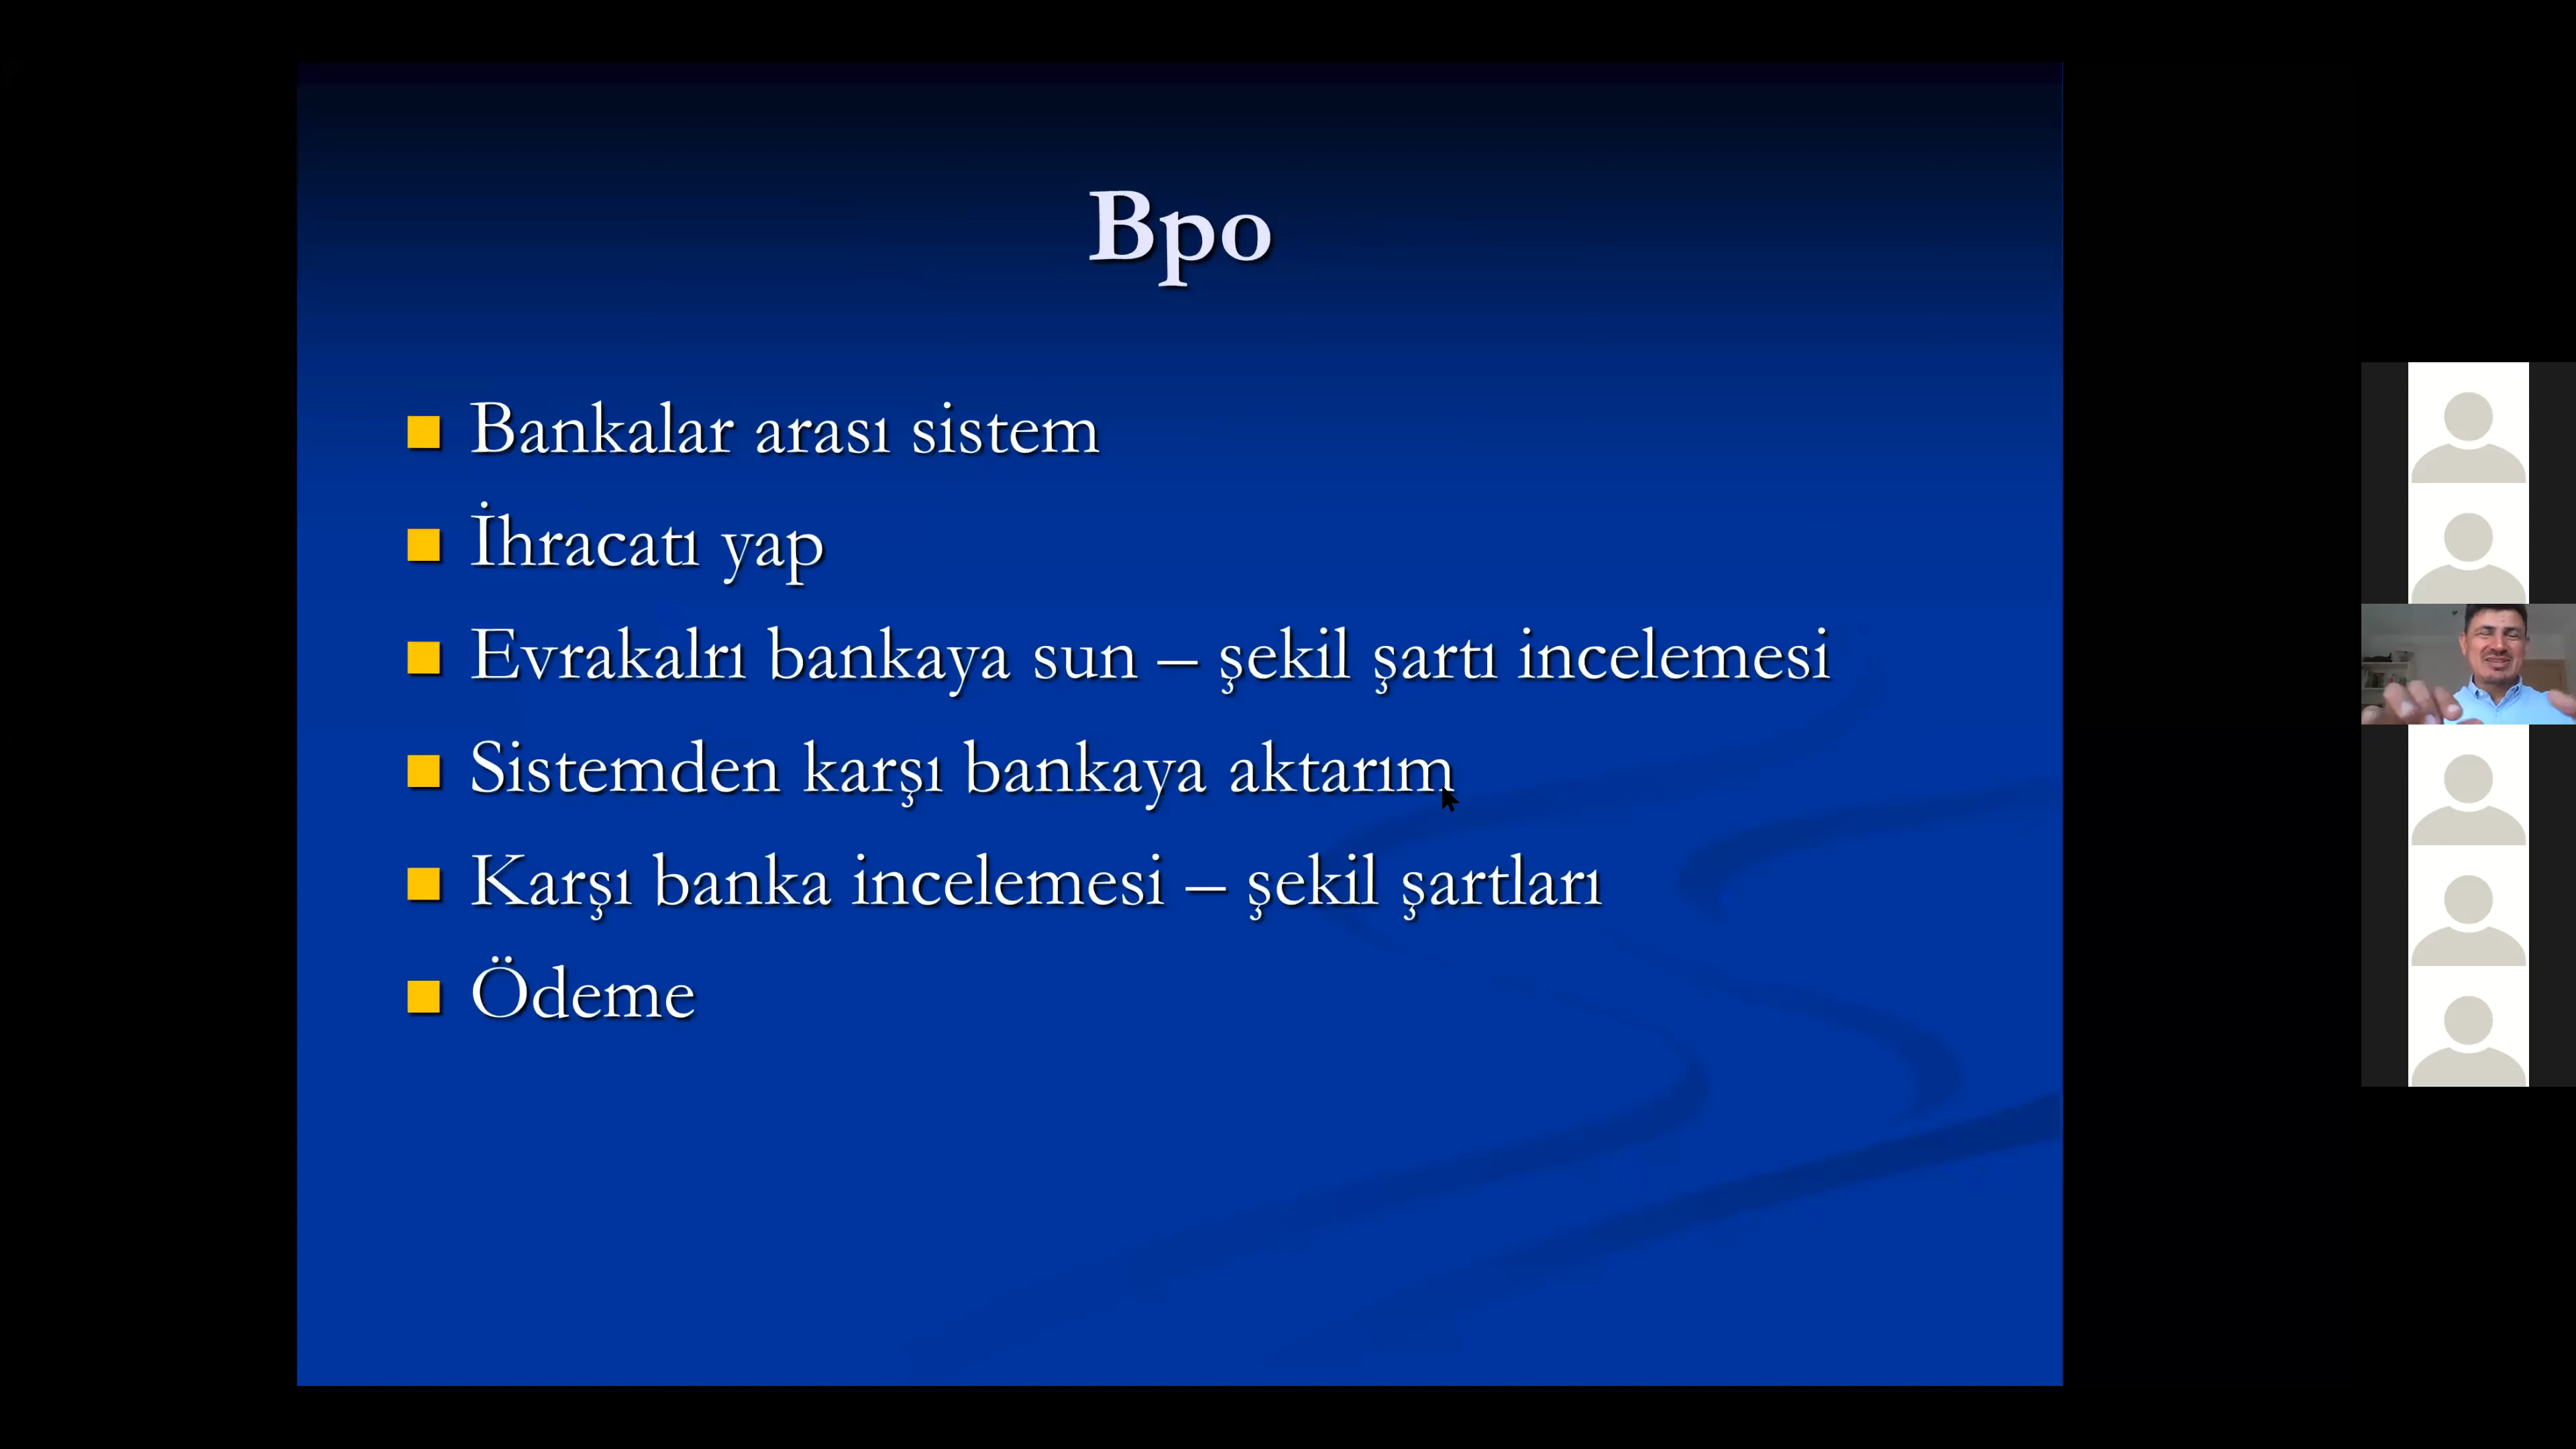 Bpo
Bankalar arası sistem
İhracatı yap
Evrakalrı bankaya sun – şekil şartı incelemesi
Sistemden karşı bankaya aktarım
Karşı banka incelemesi – şekil şartları
Ödeme